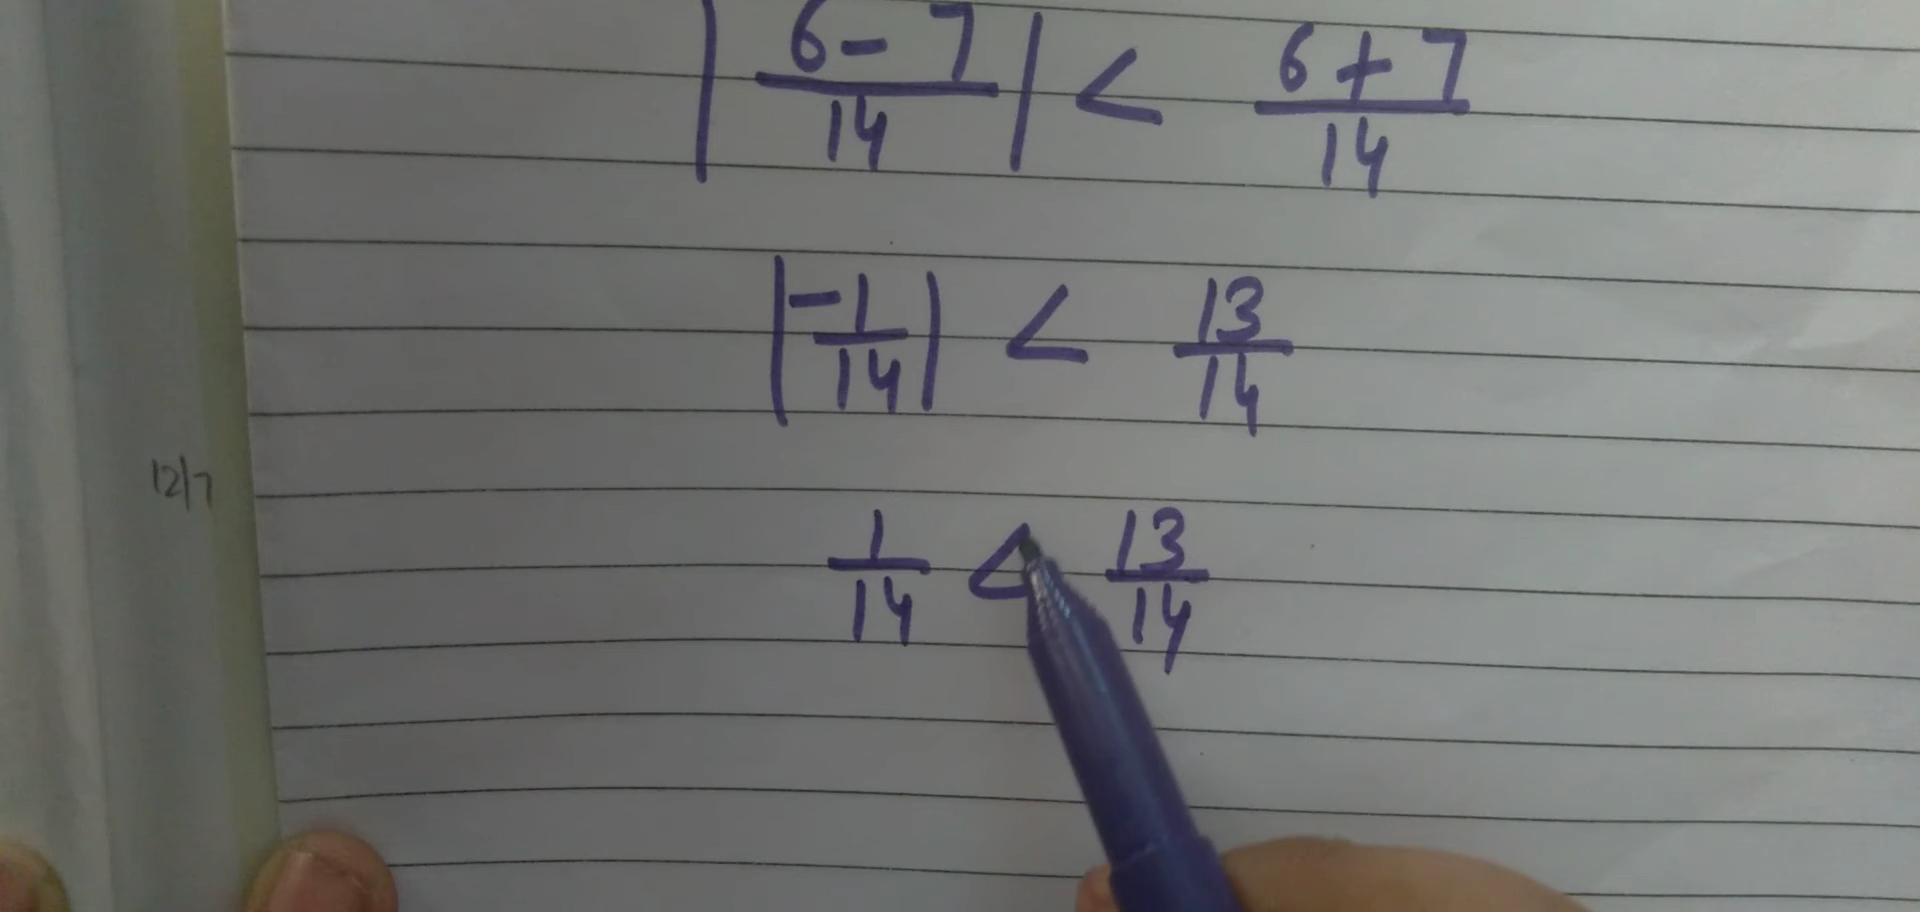 | 6 - 7 / 14 | < 6 + 7 / 14
| - 1 / 14 | < 13 / 14
12/7
1 / 14 < 13 / 14